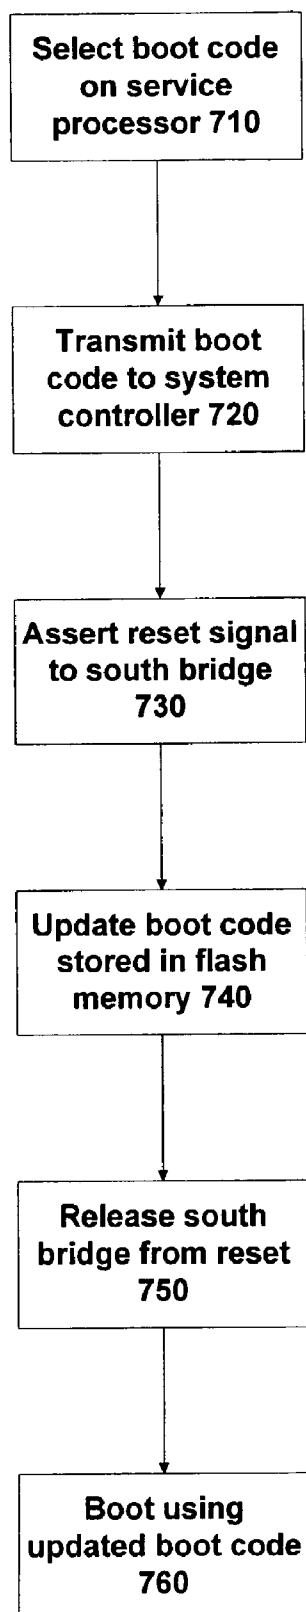 Select boot code
on service
processor 710
Transmit boot
code to system
controller 720
Assert reset signal
to south bridge
730
Update boot code
stored in flash
memory 740
Release south
bridge from reset
750
Boot using
updated boot code
760